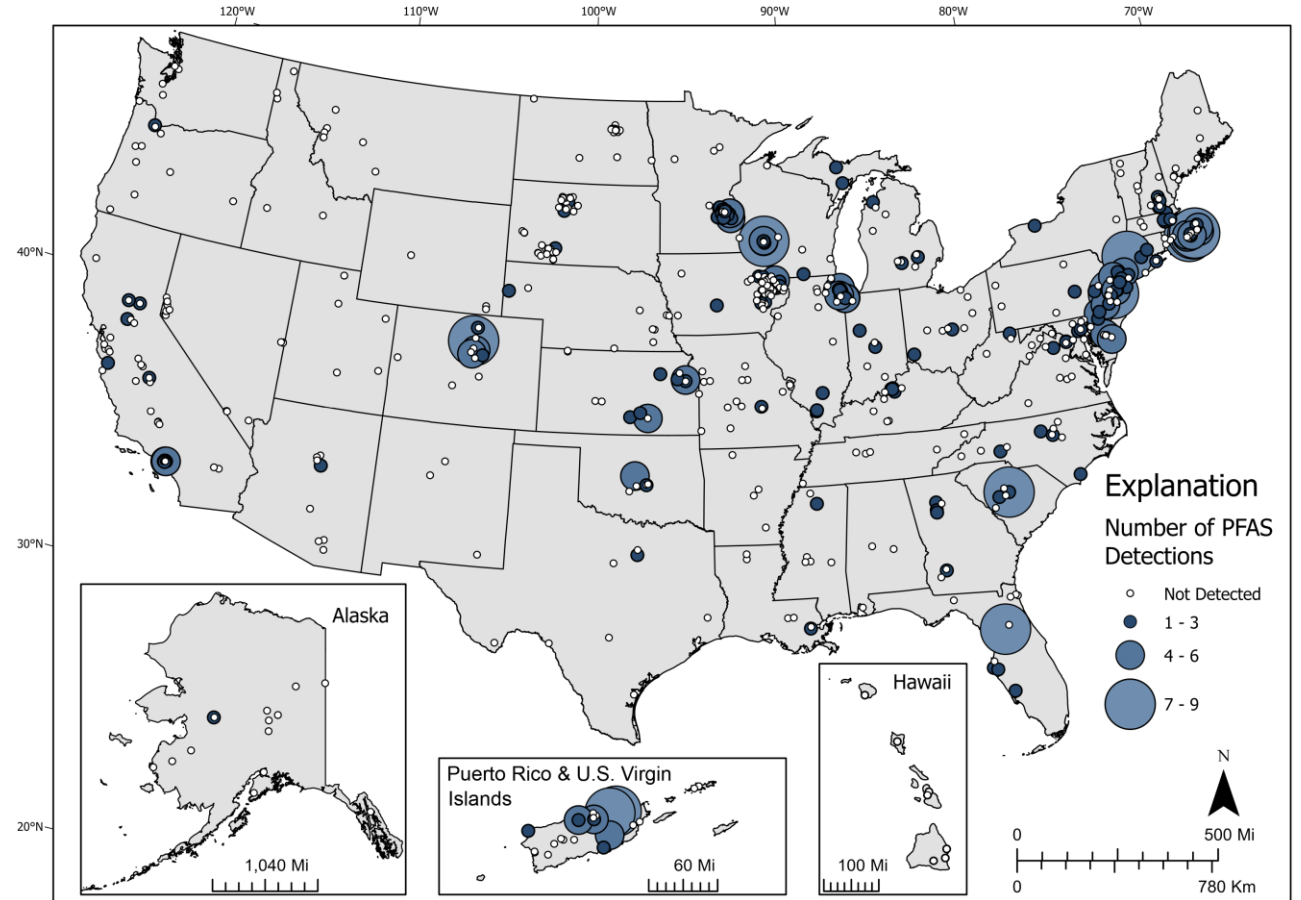 120°W
110°W
100°W
90°W
80°W
70°W
40°N
30°N
20°N
Explanation
Number of PFAS
Detections
Not Detected
1 - 3
4 - 6
7 - 9
N
0
500 Mi
0
780 Km
Alaska
1,040 Mi
Puerto Rico & U.S. Virgin
Islands
60 Mi
Hawaii
100 Mi